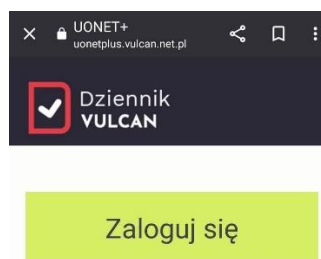 UONET+
uonetplus.vulcan.net.pl
Dziennik
VULCAN
Zaloguj się